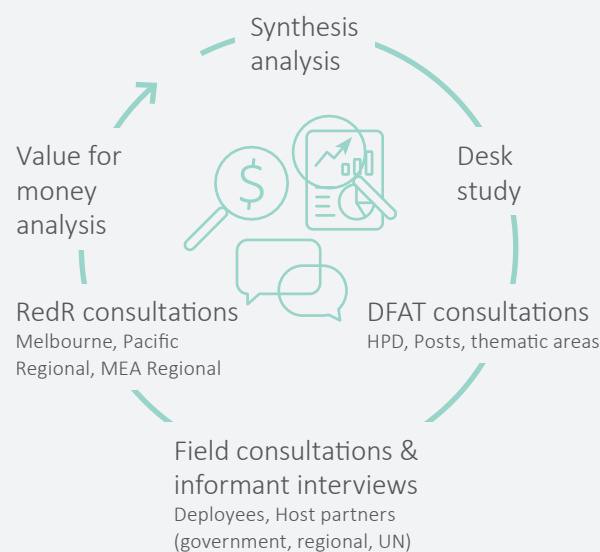 Synthesis
analysis
Desk
study
DFAT consultations
HPD, Posts, thematic areas
Field consultations &
informant interviews
Deployees, Host partners
(government, regional, UN)
RedR consultations
Melbourne, Pacific
Regional, MEA Regional
Value for
money
analysis
$